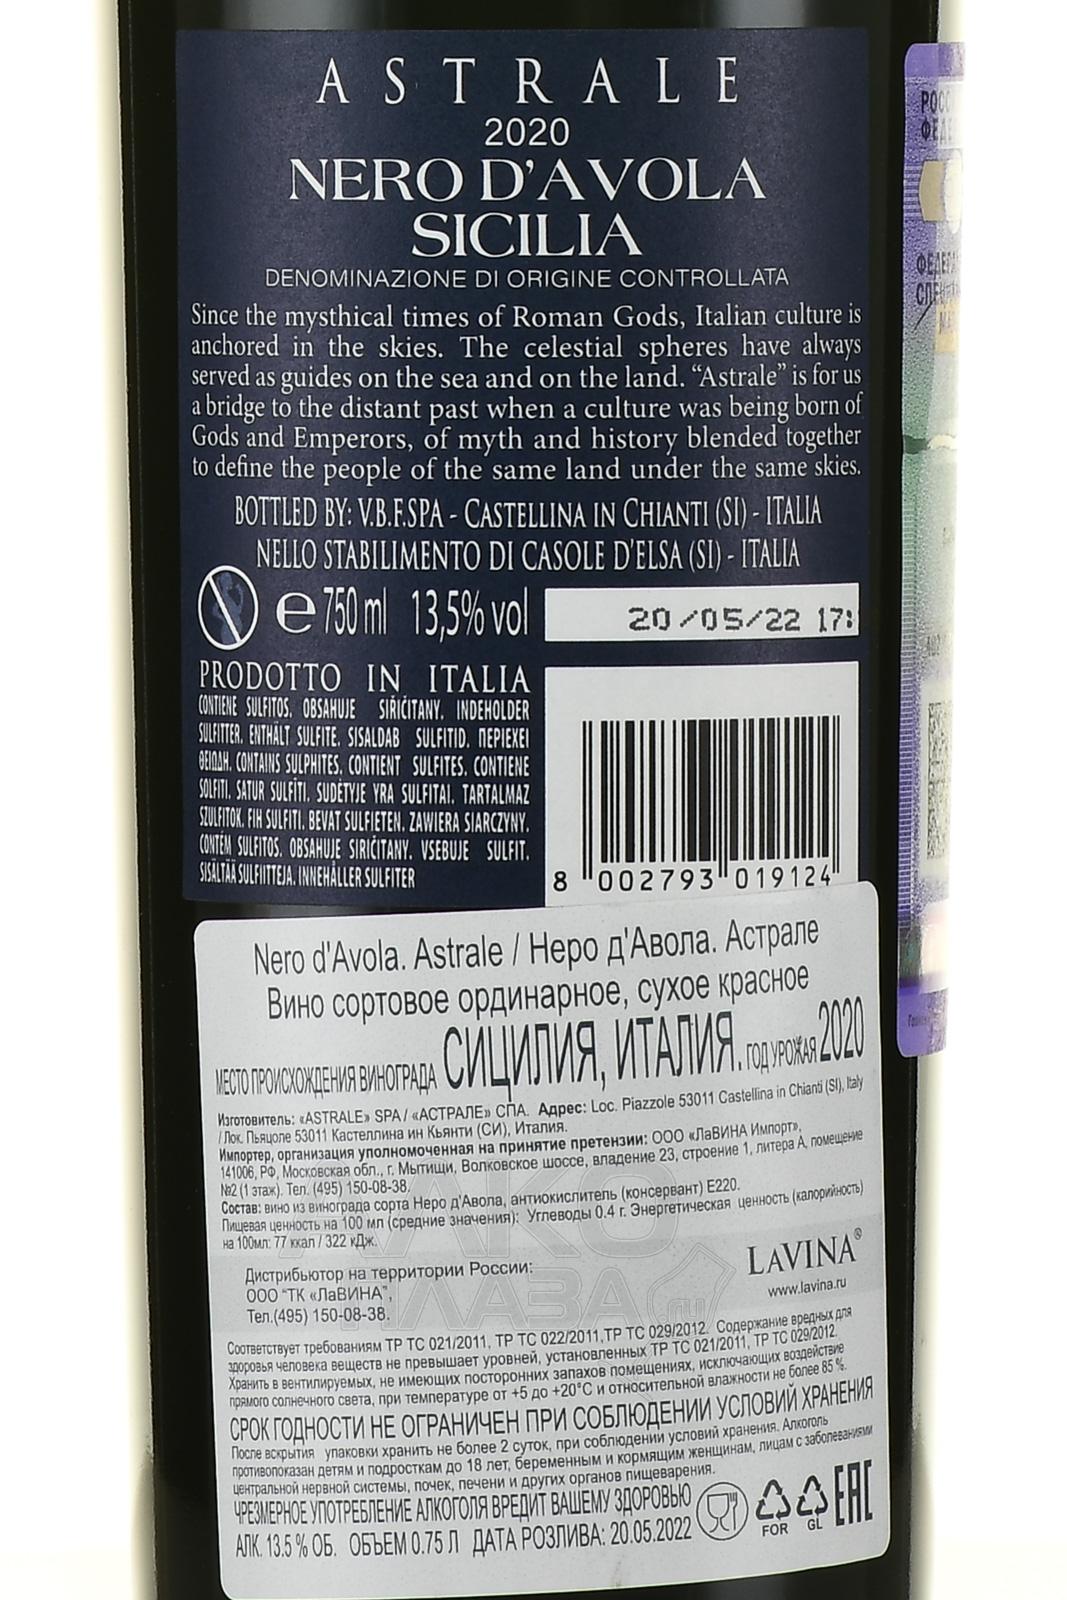 ASTRALE
2020
NERO D'AVOLA
SICILIA
DENOMINAZIONE DI ORIGINE CONTROLLATA
Since the mysthical times of Roman Gods, Italian culture is
anchored in the skies. The celestial spheres have always
served as guides on the sea and on the land. “Astrale” is for us
a bridge to the distant past when a culture was being born of
Gods and Emperors, of myth and history blended together
to define the people of the same land under the same skies.
BOTTLED BY: V.B.F.SPA - CASTELLINA IN CHIANTI (SI) - ITALIA
NELLO STABILIMENTO DI CASOLE D'ELSA (SI) - ITALIA
e 750 ml 13,5% vol
20/05/22 17:
PRODOTTO IN ITALIA
CONTIENE SULFITOS. OBSAHUJE SIŘIČITANY. INDEHOLDER
SULFITTER. ENTHÄLT SULFITE. SISALDAB SULFITID. ΠΕΡΙΕΧΕΙ
ΘΕΙΩΔΗ. CONTAINS SULPHITES. CONTIENT SULFITES. CONTIENE
SOLFITI. SATUR SULFĪTI. SUDĖTYJE YRA SULFITAI. TARTALMAZ
SZULFITOK. FIH SULFITI. BEVAT SULFIETEN. ZAWIERA SIARCZYNY.
CONTÉM SULFITOS. OBSAHUJE SIRIČITANY. VSEBUJE SULFIT.
SISÄLTÄÄ SULFIITTEJA. INNEHÅLLER SULFITER
8 002793 019124
Nero d'Avola. Astrale / Неро д'Авола. Астрале
Вино сортовое ординарное, сухое красное
МЕСТО ПРОИСХОЖДЕНИЯ ВИНОГРАДА СИЦИЛИЯ, ИТАЛИЯ. ГОД УРОЖАЯ 2020
Изготовитель: «ASTRALE» SPA / «АСТРАЛЕ» СПА. Адрес: Loc. Piazzole 53011 Castellina in Chianti (SI), Italy
/ Лок. Пьяцоле 53011 Кастеллина ин Кьянти (СИ), Италия.
Импортер, организация уполномоченная на принятие претензии: ООО «ЛаВИНА Импорт»,
141006, РФ, Московская обл., г. Мытищи, Волковское шоссе, владение 23, строение 1, литера А, помещение
№2 (1 этаж). Тел. (495) 150-08-38.
Состав: вино из винограда сорта Неро д'Авола, антиокислитель (консервант) Е220.
Пищевая ценность на 100 мл (средние значения): Углеводы 0.4 г. Энергетическая ценность (калорийность)
на 100мл: 77 ккал / 322 кДж.
Дистрибьютор на территории России:
ООО “ТК «ЛаВИНА”,
Тел.(495) 150-08-38.
LAVINA®
www.lavina.ru
АЛКО
ПЛАЗА .ru
Соответствует требованиям ТР ТС 021/2011, ТР ТС 022/2011, ТР ТС 029/2012. Содержание вредных для
здоровья человека веществ не превышает уровней, установленных ТР ТС 021/2011, ТР ТС 029/2012.
Хранить в вентилируемых, не имеющих посторонних запахов помещениях, исключающих воздействие
прямого солнечного света, при температуре от +5 до +20°С и относительной влажности не более 85 %.
СРОК ГОДНОСТИ НЕ ОГРАНИЧЕН ПРИ СОБЛЮДЕНИИ УСЛОВИЙ ХРАНЕНИЯ
После вскрытия упаковки хранить не более 2 суток, при соблюдении условий хранения. Алкоголь
противопоказан детям и подросткам до 18 лет, беременным и кормящим женщинам, лицам с заболеваниями
центральной нервной системы, почек, печени и других органов пищеварения.
ЧРЕЗМЕРНОЕ УПОТРЕБЛЕНИЕ АЛКОГОЛЯ ВРЕДИТ ВАШЕМУ ЗДОРОВЬЮ
АЛК. 13.5 % ОБ. ОБЪЕМ 0.75 Л ДАТА РОЗЛИВА: 20.05.2022
FOR
GL
EAC